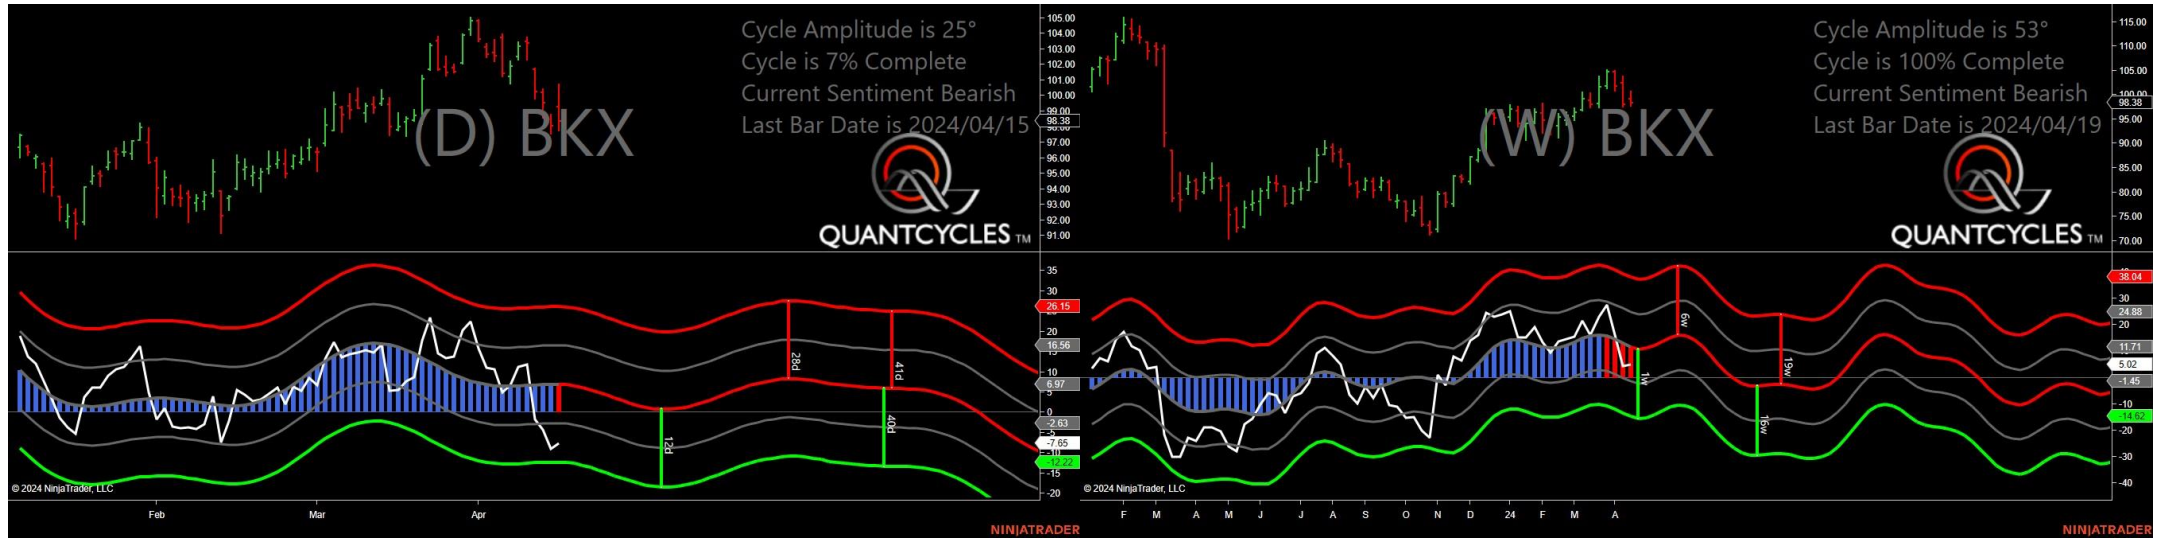 Cycle Amplitude is 25°
Cycle is 7% Complete
Current Sentiment Bearish
Last Bar Date is 2024/04/15
(D) BKX
QUANTCYCLES TM
105.00
104.00
103.00
102.00
101.00
100.00
99.00
98.38
98.00
97.00
96.00
95.00
94.00
93.00
92.00
91.00
35
30
26.15
20
16.56
10
6.97
5
0
-2.63
-5
-7.65
-10
-12.22
-15
-20
28d
41d
12d
40d
© 2024 NinjaTrader, LLC
Feb
Mar
Apr
NINJATRADER
Cycle Amplitude is 53°
Cycle is 100% Complete
Current Sentiment Bearish
Last Bar Date is 2024/04/19
(W) BKX
QUANTCYCLES TM
115.00
110.00
105.00
100.00
98.38
95.00
90.00
85.00
80.00
75.00
70.00
38.04
30
24.88
20
11.71
5.02
-1.45
-10
-14.62
-20
-30
-40
6w
19w
1w
16w
© 2024 NinjaTrader, LLC
F
M
A
M
J
J
A
S
O
N
D
24
F
M
A
NINJATRADER